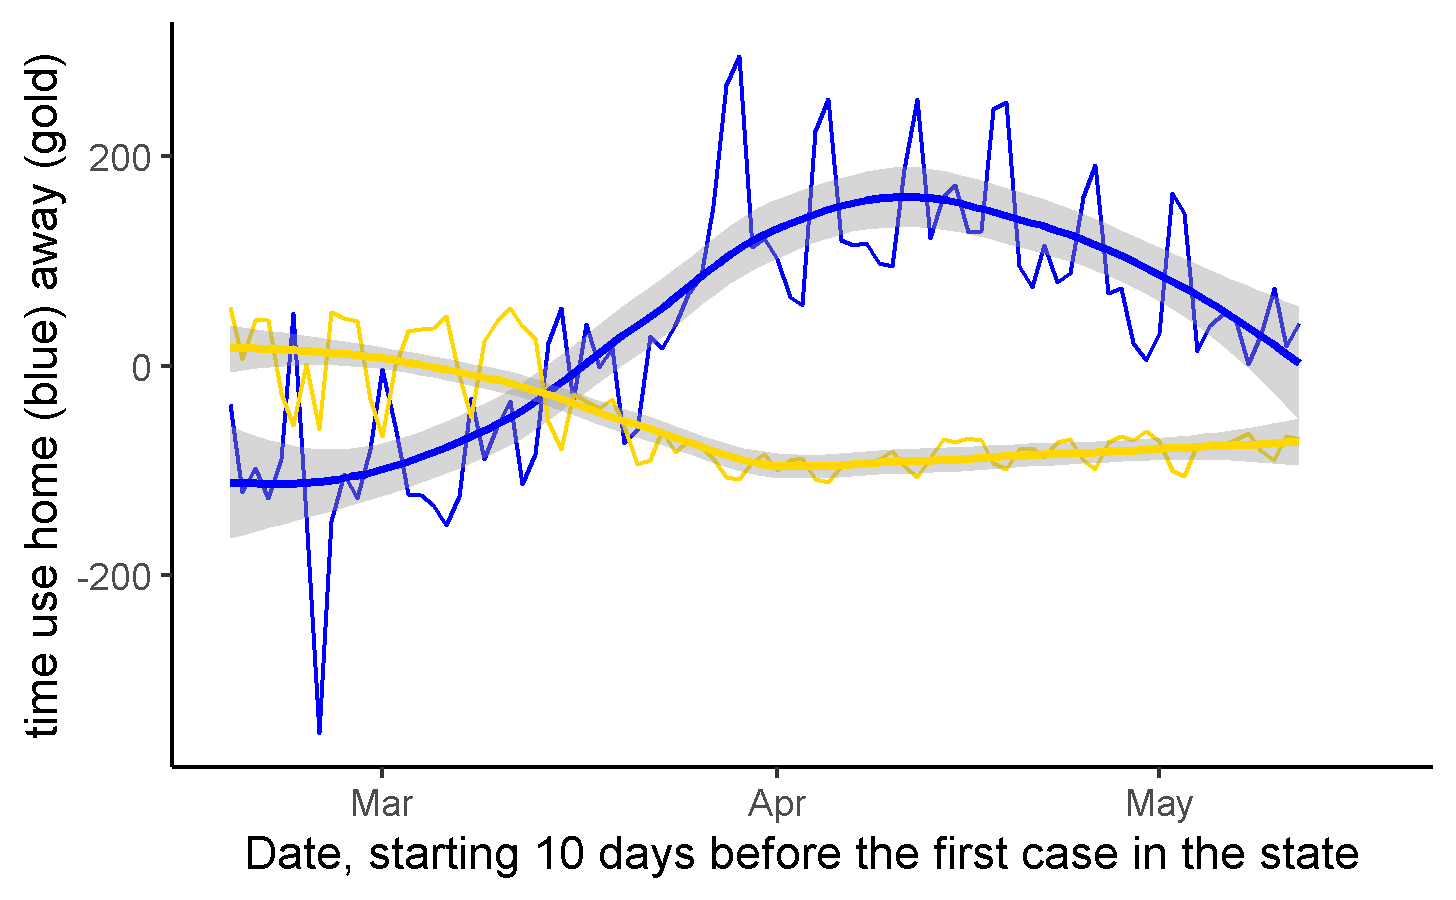 time use home (blue) away (gold)
200
0
-200
Mar
Apr
May
Date, starting 10 days before the first case in the state